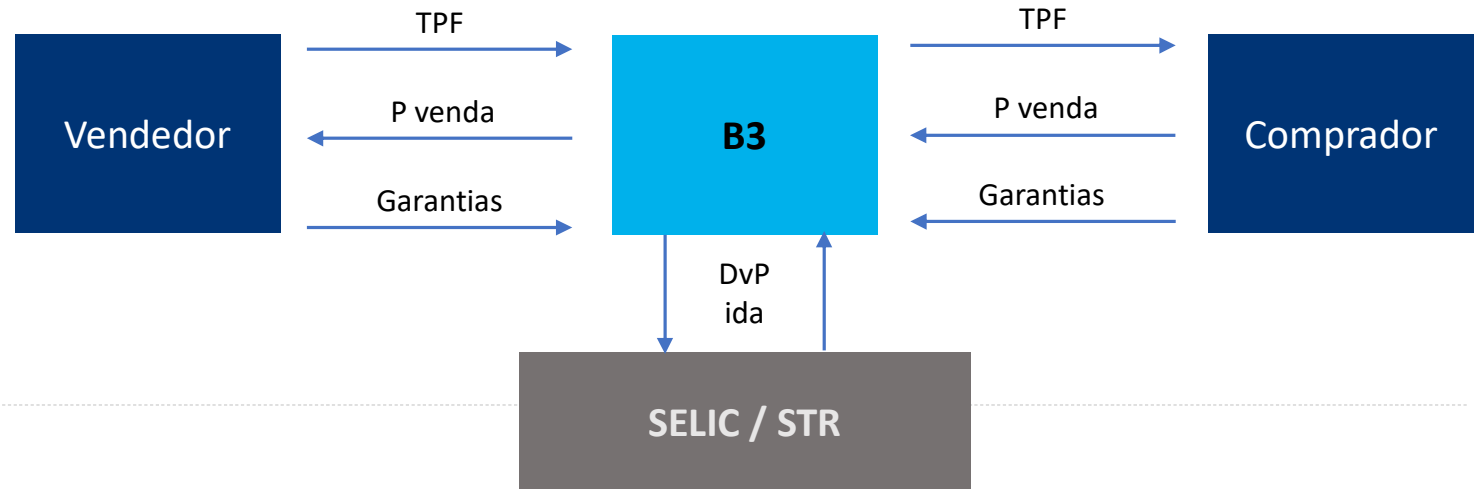 TPF
TPF
Vendedor
P venda
B3
P venda
Comprador
Garantias
Garantias
DvP
ida
SELIC / STR